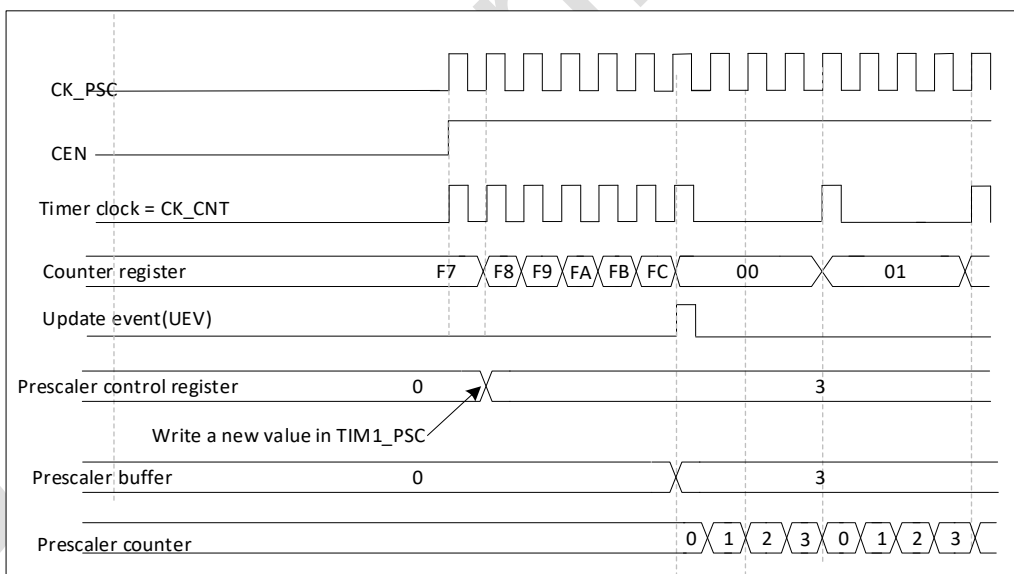 CK_PSC
CEN
Timer clock = CK_CNT
Counter register F7 F8 F9 FA FB FC 00 01
Update event(UEV)
Prescaler control register 0 3
Write a new value in TIM1_PSC
Prescaler buffer 0 3
Prescaler counter 0 1 2 3 0 1 2 3